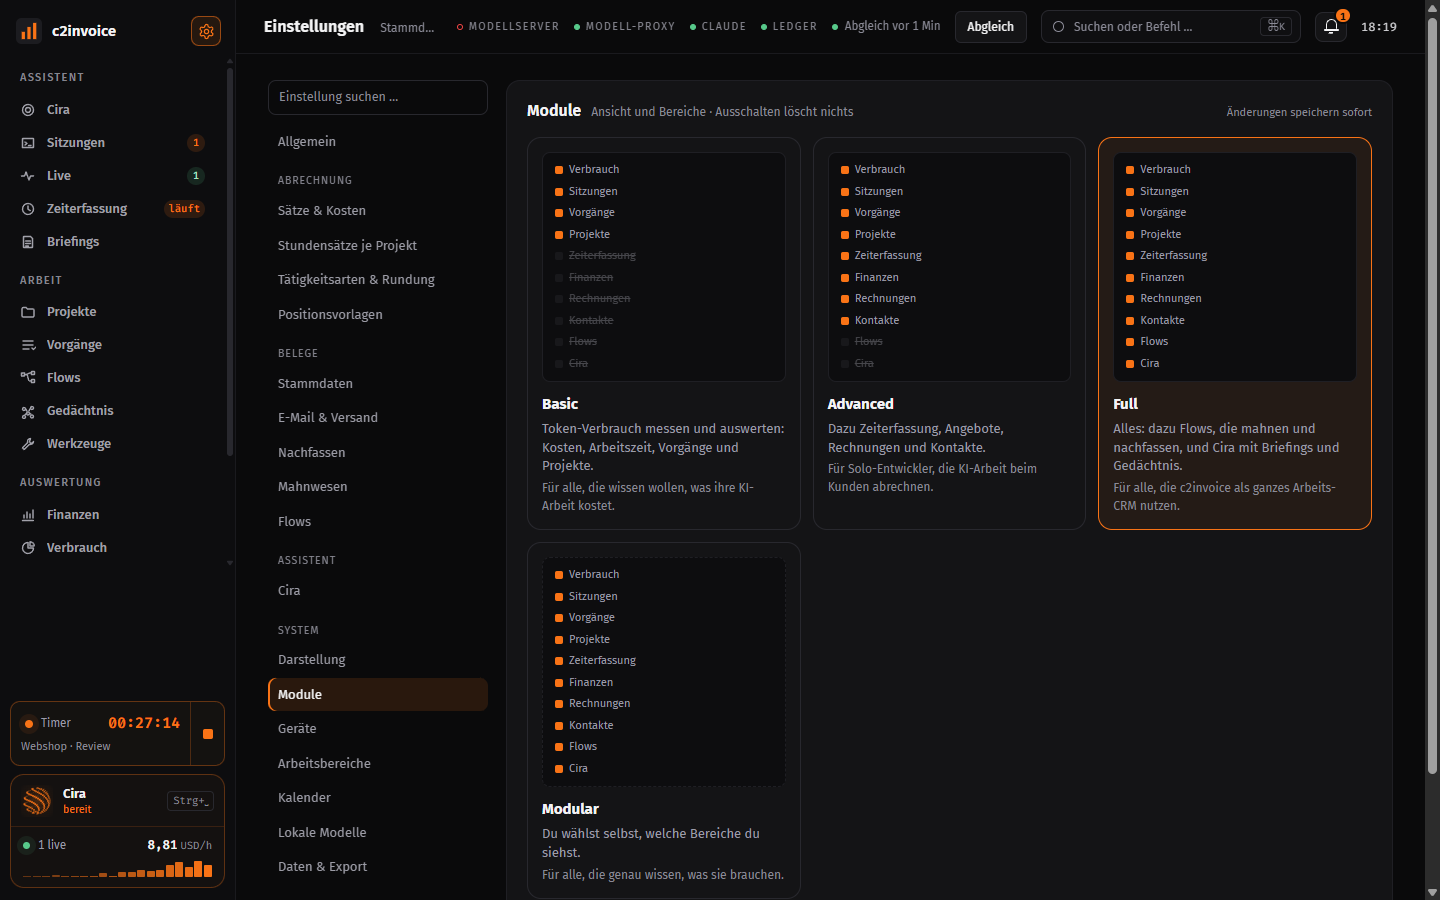 c2invoice
ASSISTENT
Cira
Sitzungen 1
Live 1
Zeiterfassung läuft
Briefings
ARBEIT
Projekte
Vorgänge
Flows
Gedächtnis
Werkzeuge
AUSWERTUNG
Finanzen
Verbrauch
Timer 00:27:14
Webshop · Review
Cira
bereit
Strg+␣
1 live 8,81 USD/h
Einstellungen Stammd… MODELLSERVER MODELL-PROXY CLAUDE LEDGER Abgleich vor 1 Min Abgleich Suchen oder Befehl … ⌘K 1 18:19
Einstellung suchen …
Allgemein
ABRECHNUNG
Sätze & Kosten
Stundensätze je Projekt
Tätigkeitsarten & Rundung
Positionsvorlagen
BELEGE
Stammdaten
E-Mail & Versand
Nachfassen
Mahnwesen
Flows
ASSISTENT
Cira
SYSTEM
Darstellung
Module
Geräte
Arbeitsbereiche
Kalender
Lokale Modelle
Daten & Export
Module Ansicht und Bereiche · Ausschalten löscht nichts Änderungen speichern sofort
Verbrauch
Sitzungen
Vorgänge
Projekte
Zeiterfassung
Finanzen
Rechnungen
Kontakte
Flows
Cira
Basic
Token-Verbrauch messen und auswerten:
Kosten, Arbeitszeit, Vorgänge und
Projekte.
Für alle, die wissen wollen, was ihre KI-
Arbeit kostet.
Verbrauch
Sitzungen
Vorgänge
Projekte
Zeiterfassung
Finanzen
Rechnungen
Kontakte
Flows
Cira
Advanced
Dazu Zeiterfassung, Angebote,
Rechnungen und Kontakte.
Für Solo-Entwickler, die KI-Arbeit beim
Kunden abrechnen.
Verbrauch
Sitzungen
Vorgänge
Projekte
Zeiterfassung
Finanzen
Rechnungen
Kontakte
Flows
Cira
Full
Alles: dazu Flows, die mahnen und
nachfassen, und Cira mit Briefings und
Gedächtnis.
Für alle, die c2invoice als ganzes Arbeits-
CRM nutzen.
Verbrauch
Sitzungen
Vorgänge
Projekte
Zeiterfassung
Finanzen
Rechnungen
Kontakte
Flows
Cira
Modular
Du wählst selbst, welche Bereiche du
siehst.
Für alle, die genau wissen, was sie brauchen.